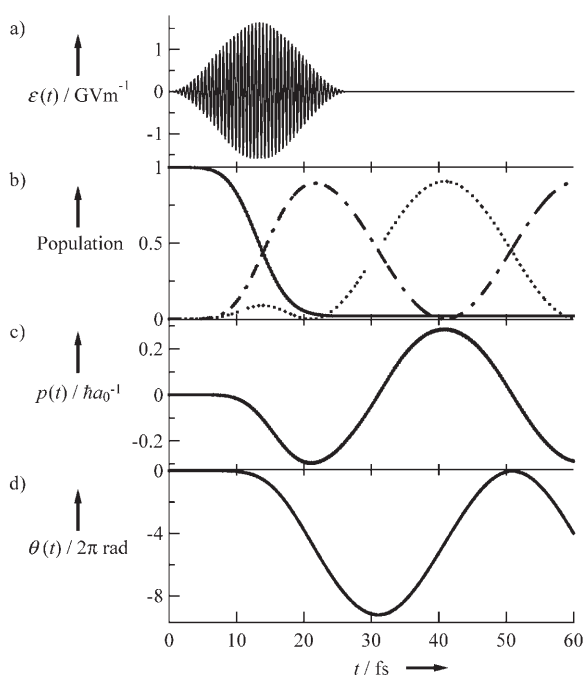 a)
1
0
-1
ε(t) / GVm⁻¹
b)
1
0.5
0
Population
c)
0.2
0
-0.2
p(t) / ħa₀⁻¹
d)
0
-4
-8
θ(t) / 2π rad
0 10 20 30 40 50 60
t / fs